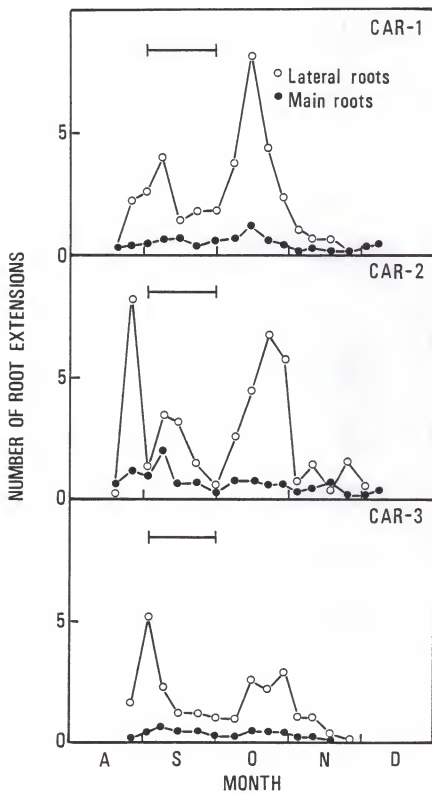 CAR-1
○ Lateral roots
● Main roots
5
0
CAR-2
5
0
CAR-3
5
0
NUMBER OF ROOT EXTENSIONS
A S O N D
MONTH